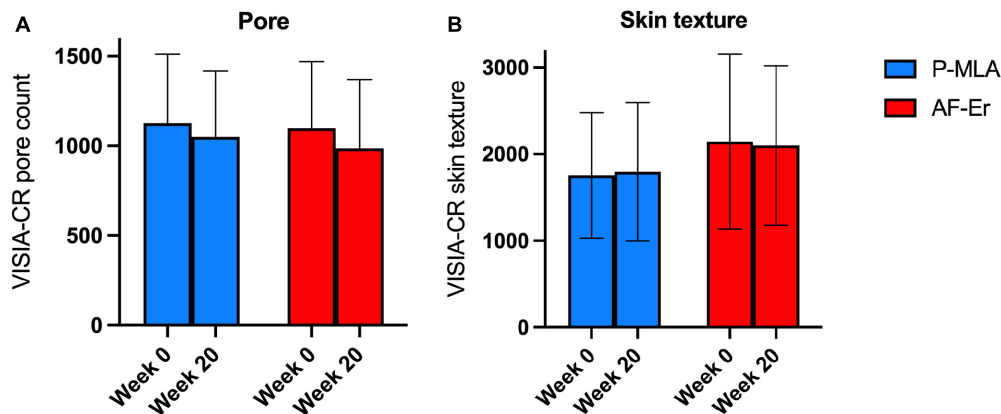 A
Pore
VISIA-CR pore count
1500
1000
500
0
Week 0
Week 20
Week 0
Week 20
B
Skin texture
VISIA-CR skin texture
3000
2000
1000
0
Week 0
Week 20
Week 0
Week 20
P-MLA
AF-Er